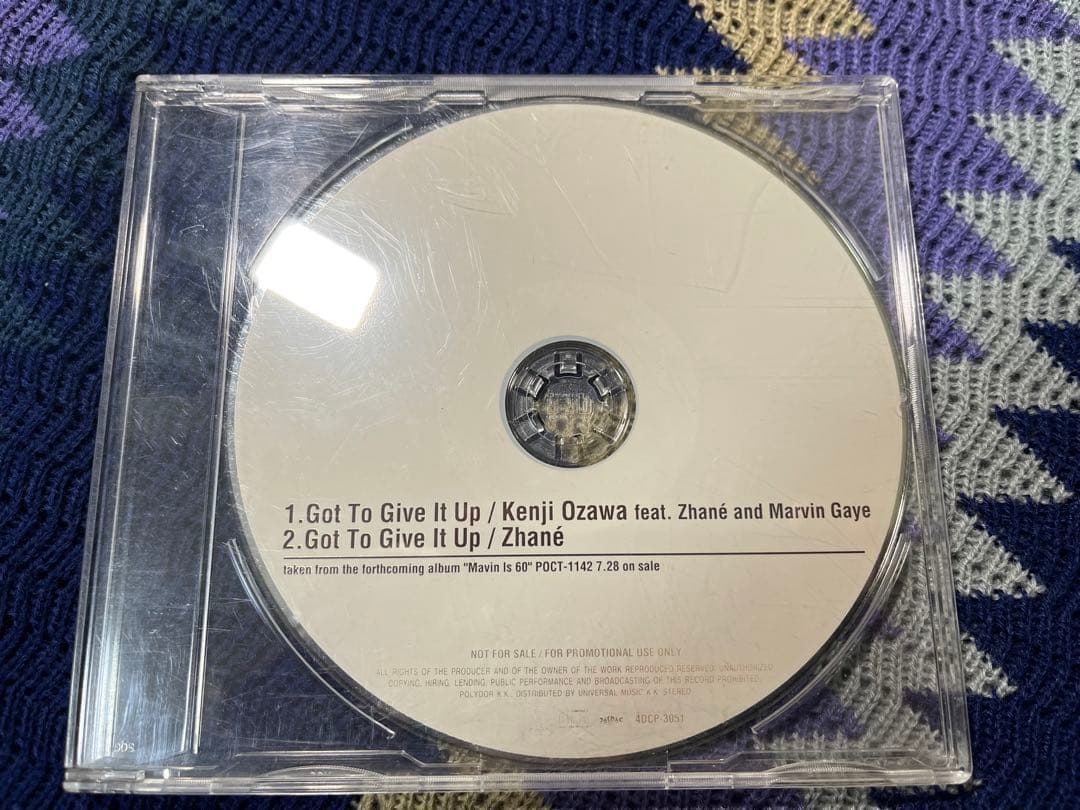 1.Got To Give It Up / Kenji Ozawa feat. Zhané and Marvin Gaye
2.Got To Give It Up / Zhané
taken from the forthcoming album "Mavin Is 60" POCT-1142 7.28 on sale
NOT FOR SALE / FOR PROMOTIONAL USE ONLY
ALL RIGHTS OF THE PRODUCER AND OF THE OWNER OF THE WORK REPRODUCED RESERVED. UNAUTHORIZED
COPYING, HIRING, LENDING, PUBLIC PERFORMANCE AND BROADCASTING OF THIS RECORD PROHIBITED.
POLYDOR K.K. DISTRIBUTED BY UNIVERSAL MUSIC K.K. STEREO
4DCP-3051